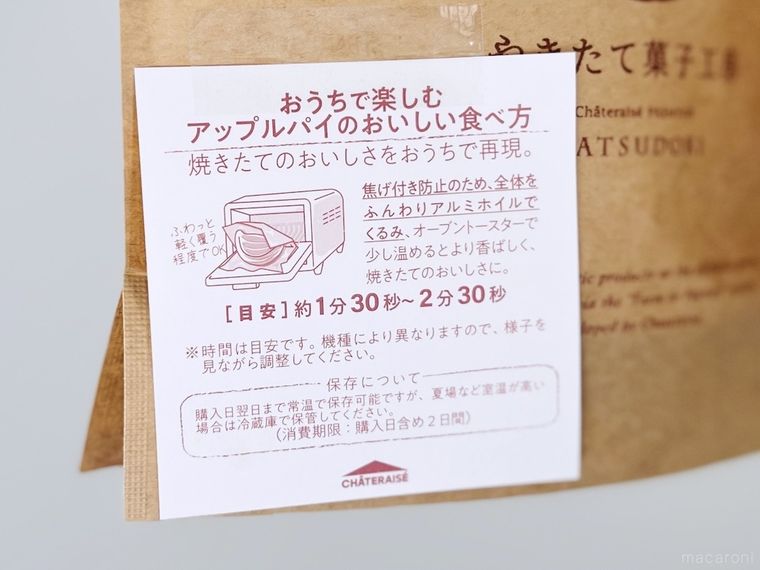 おうちで楽しむ
アップルパイのおいしい食べ方
焼きたてのおいしさをおうちで再現。
ふわっと
軽く覆う
程度でOK
焦げ付き防止のため、全体を
ふんわりアルミホイルで
くるみ、オーブントースターで
少し温めるとより香ばしく、
焼きたてのおいしさに。
[目安]約1分30秒~2分30秒
※時間は目安です。機種により異なりますので、様子を
見ながら調整してください。
保存について
購入日翌日まで常温で保存可能ですが、夏場など室温が高い
場合は冷蔵庫で保管してください。
(消費期限：購入日含め2日間)
CHÂTERAISÉ
やきたて菓子工房
Châteraisé
ATSUDOKI
macaroni